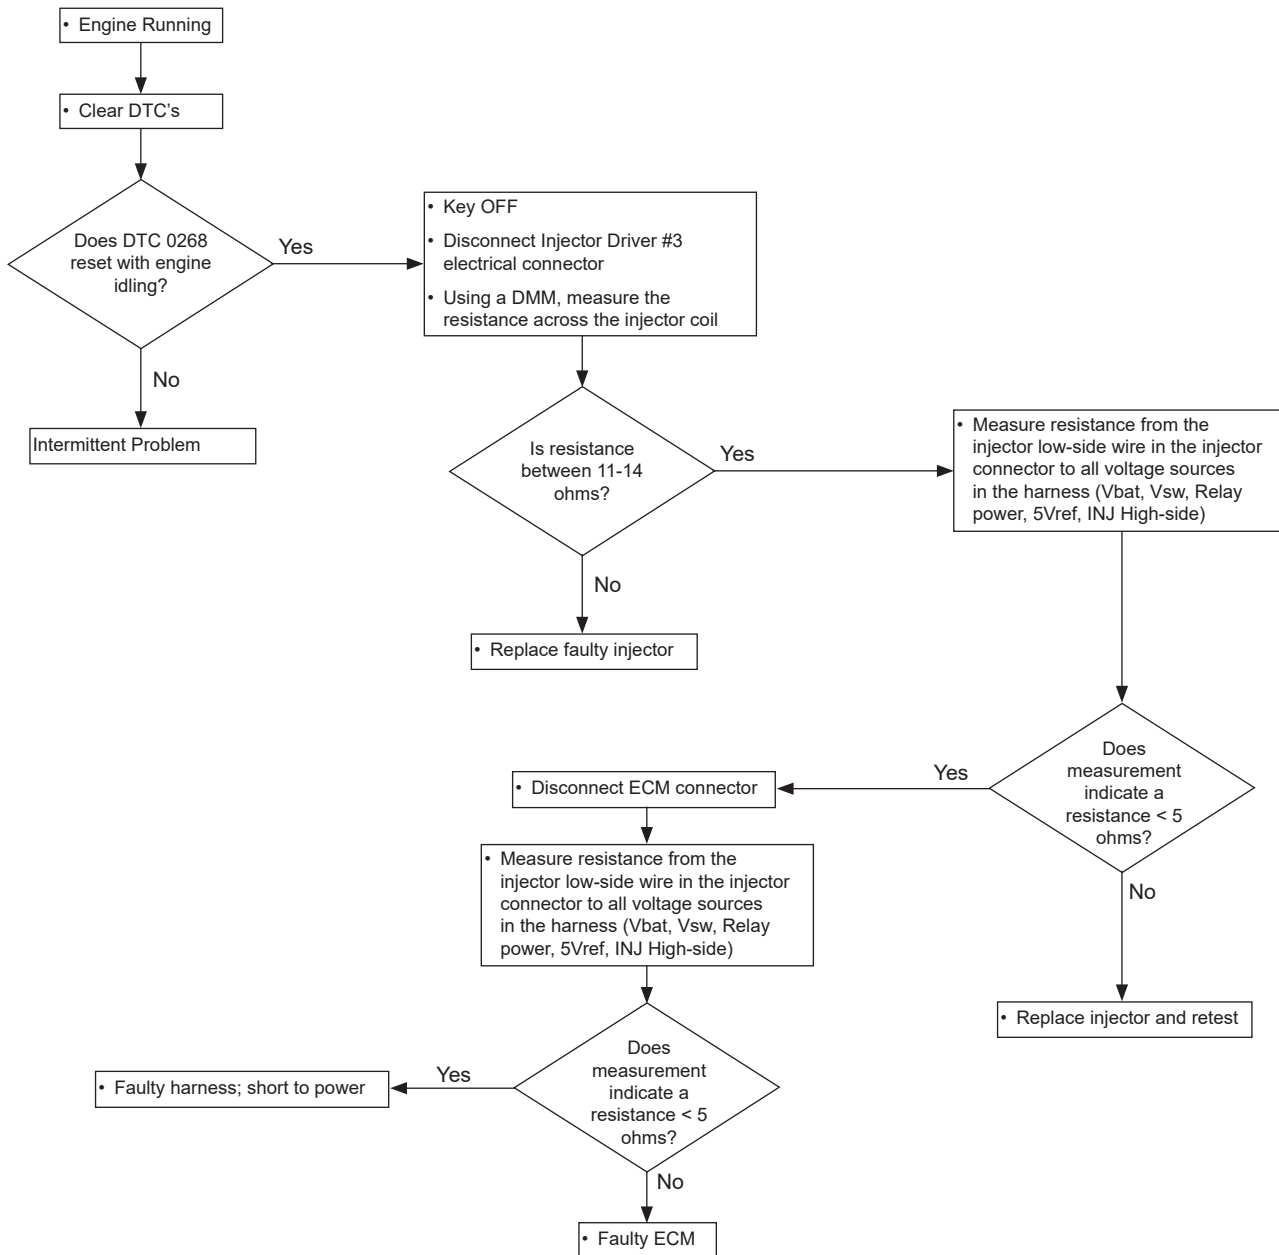 • Engine Running
• Clear DTC's
Does DTC 0268
reset with engine
idling?
Yes
No
Intermittent Problem
• Key OFF
• Disconnect Injector Driver #3
electrical connector
• Using a DMM, measure the
resistance across the injector coil
Is resistance
between 11-14
ohms?
Yes
No
• Replace faulty injector
• Measure resistance from the
injector low-side wire in the injector
connector to all voltage sources
in the harness (Vbat, Vsw, Relay
power, 5Vref, INJ High-side)
Does
measurement
indicate a
resistance < 5
ohms?
Yes
No
• Replace injector and retest
• Disconnect ECM connector
• Measure resistance from the
injector low-side wire in the injector
connector to all voltage sources
in the harness (Vbat, Vsw, Relay
power, 5Vref, INJ High-side)
Does
measurement
indicate a
resistance < 5
ohms?
Yes
• Faulty harness; short to power
No
• Faulty ECM